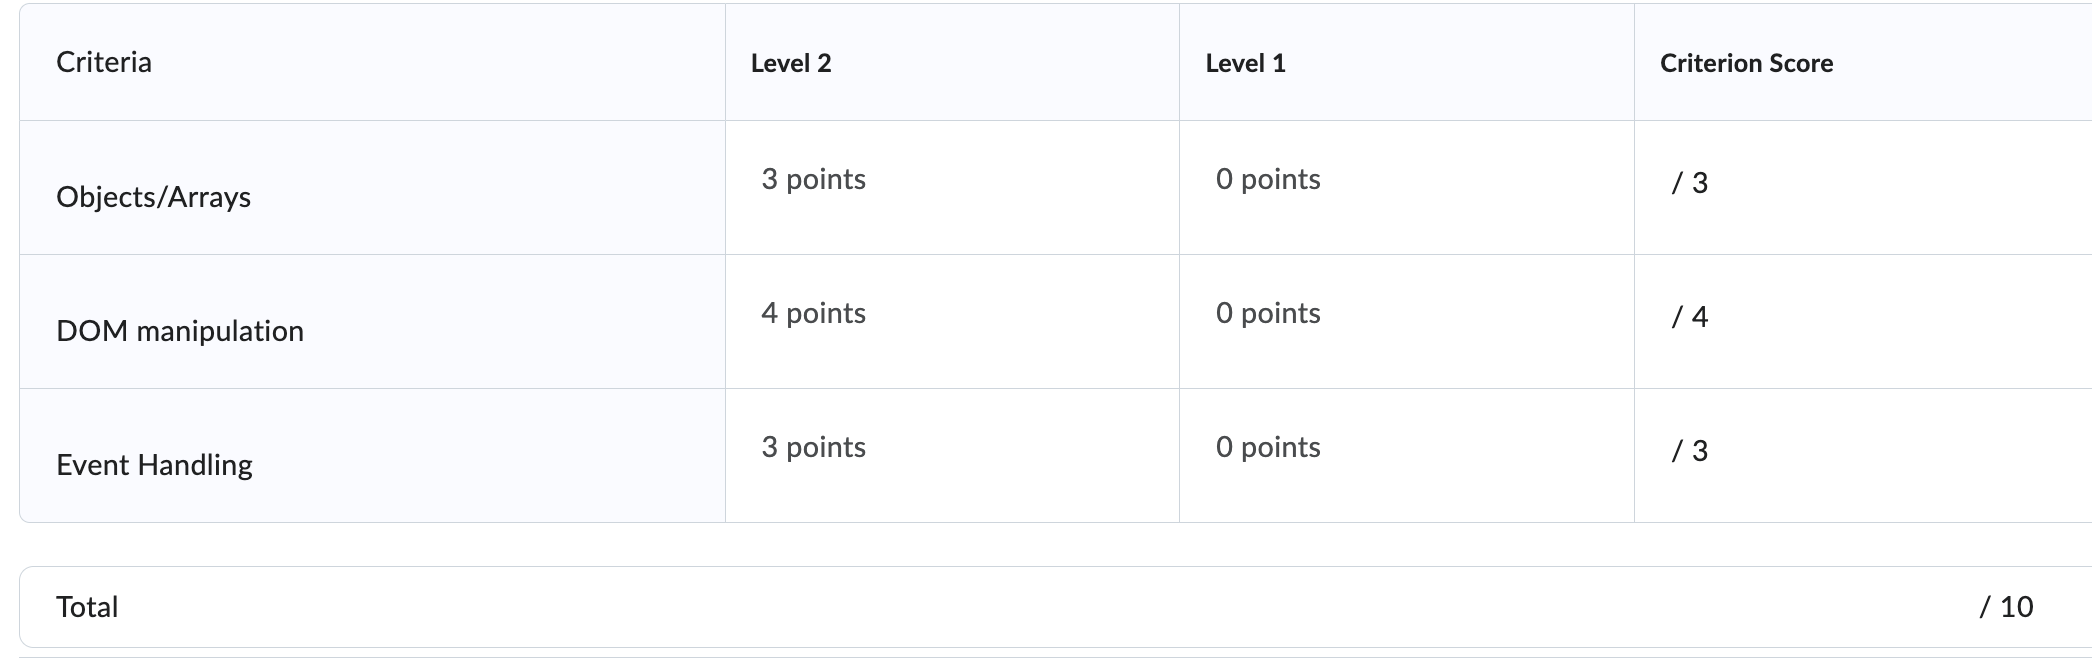 Criteria Level 2 Level 1 Criterion Score
Objects/Arrays 3 points 0 points / 3
DOM manipulation 4 points 0 points / 4
Event Handling 3 points 0 points / 3
Total / 10